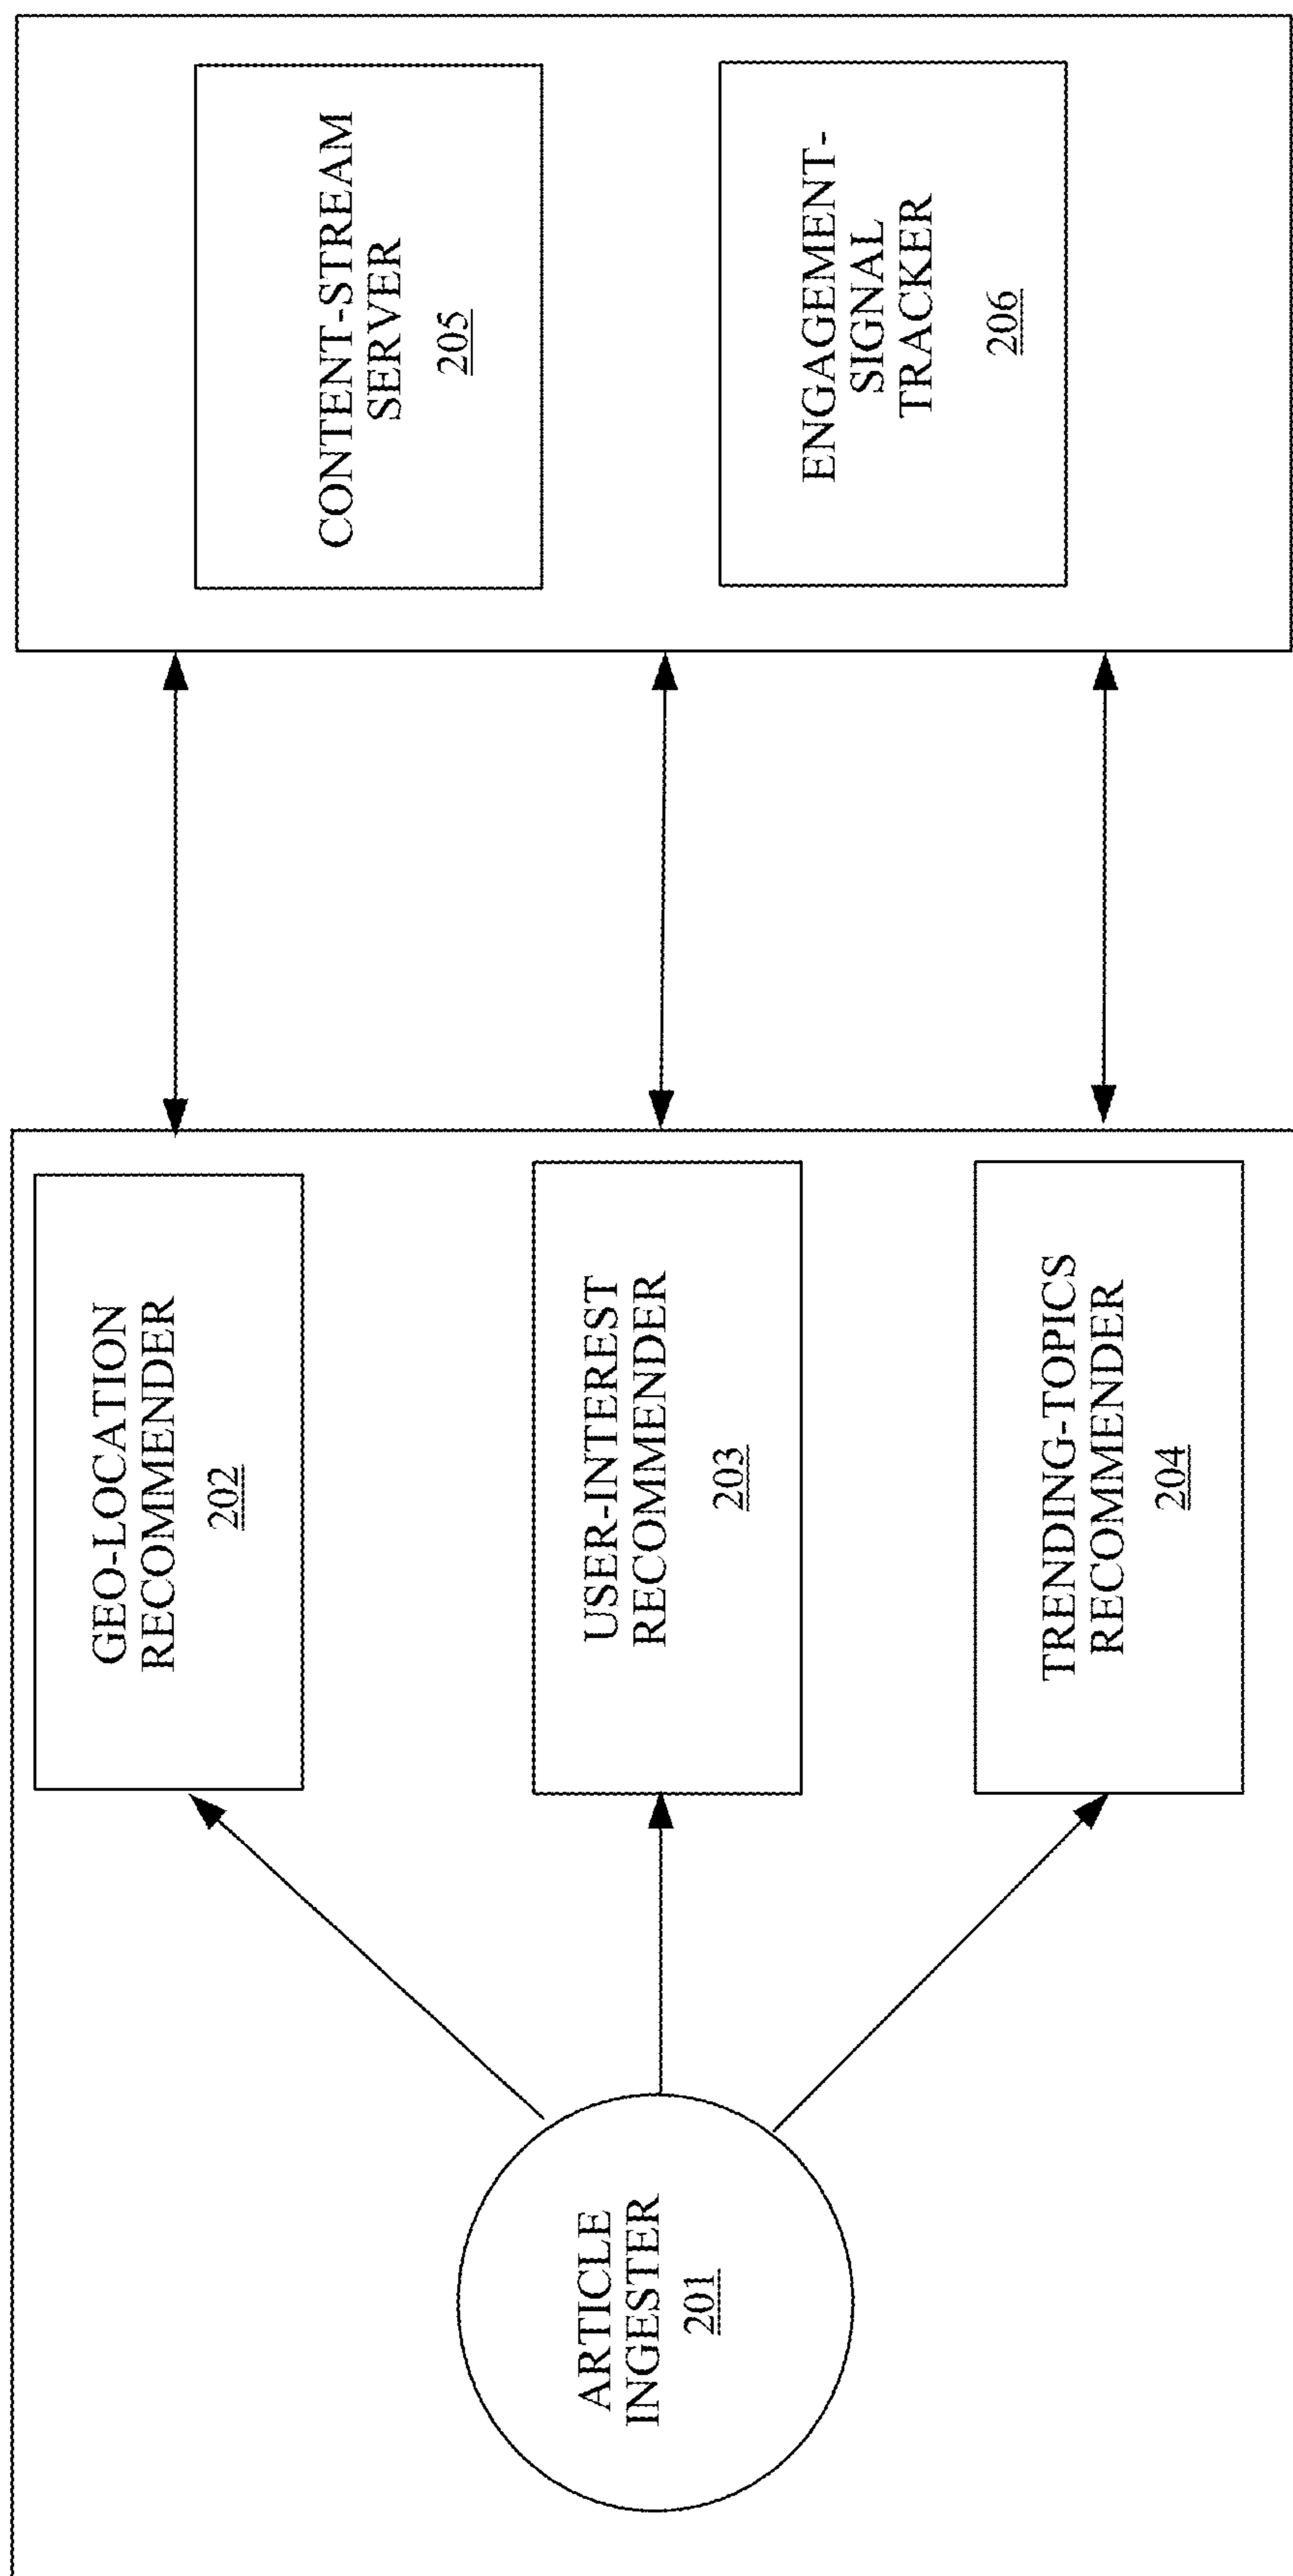 ARTICLE
INGESTER
201
GEO-LOCATION
RECOMMENDER
202
USER-INTEREST
RECOMMENDER
203
TRENDING-TOPICS
RECOMMENDER
204
CONTENT-STREAM
SERVER
205
ENGAGEMENT-
SIGNAL
TRACKER
206